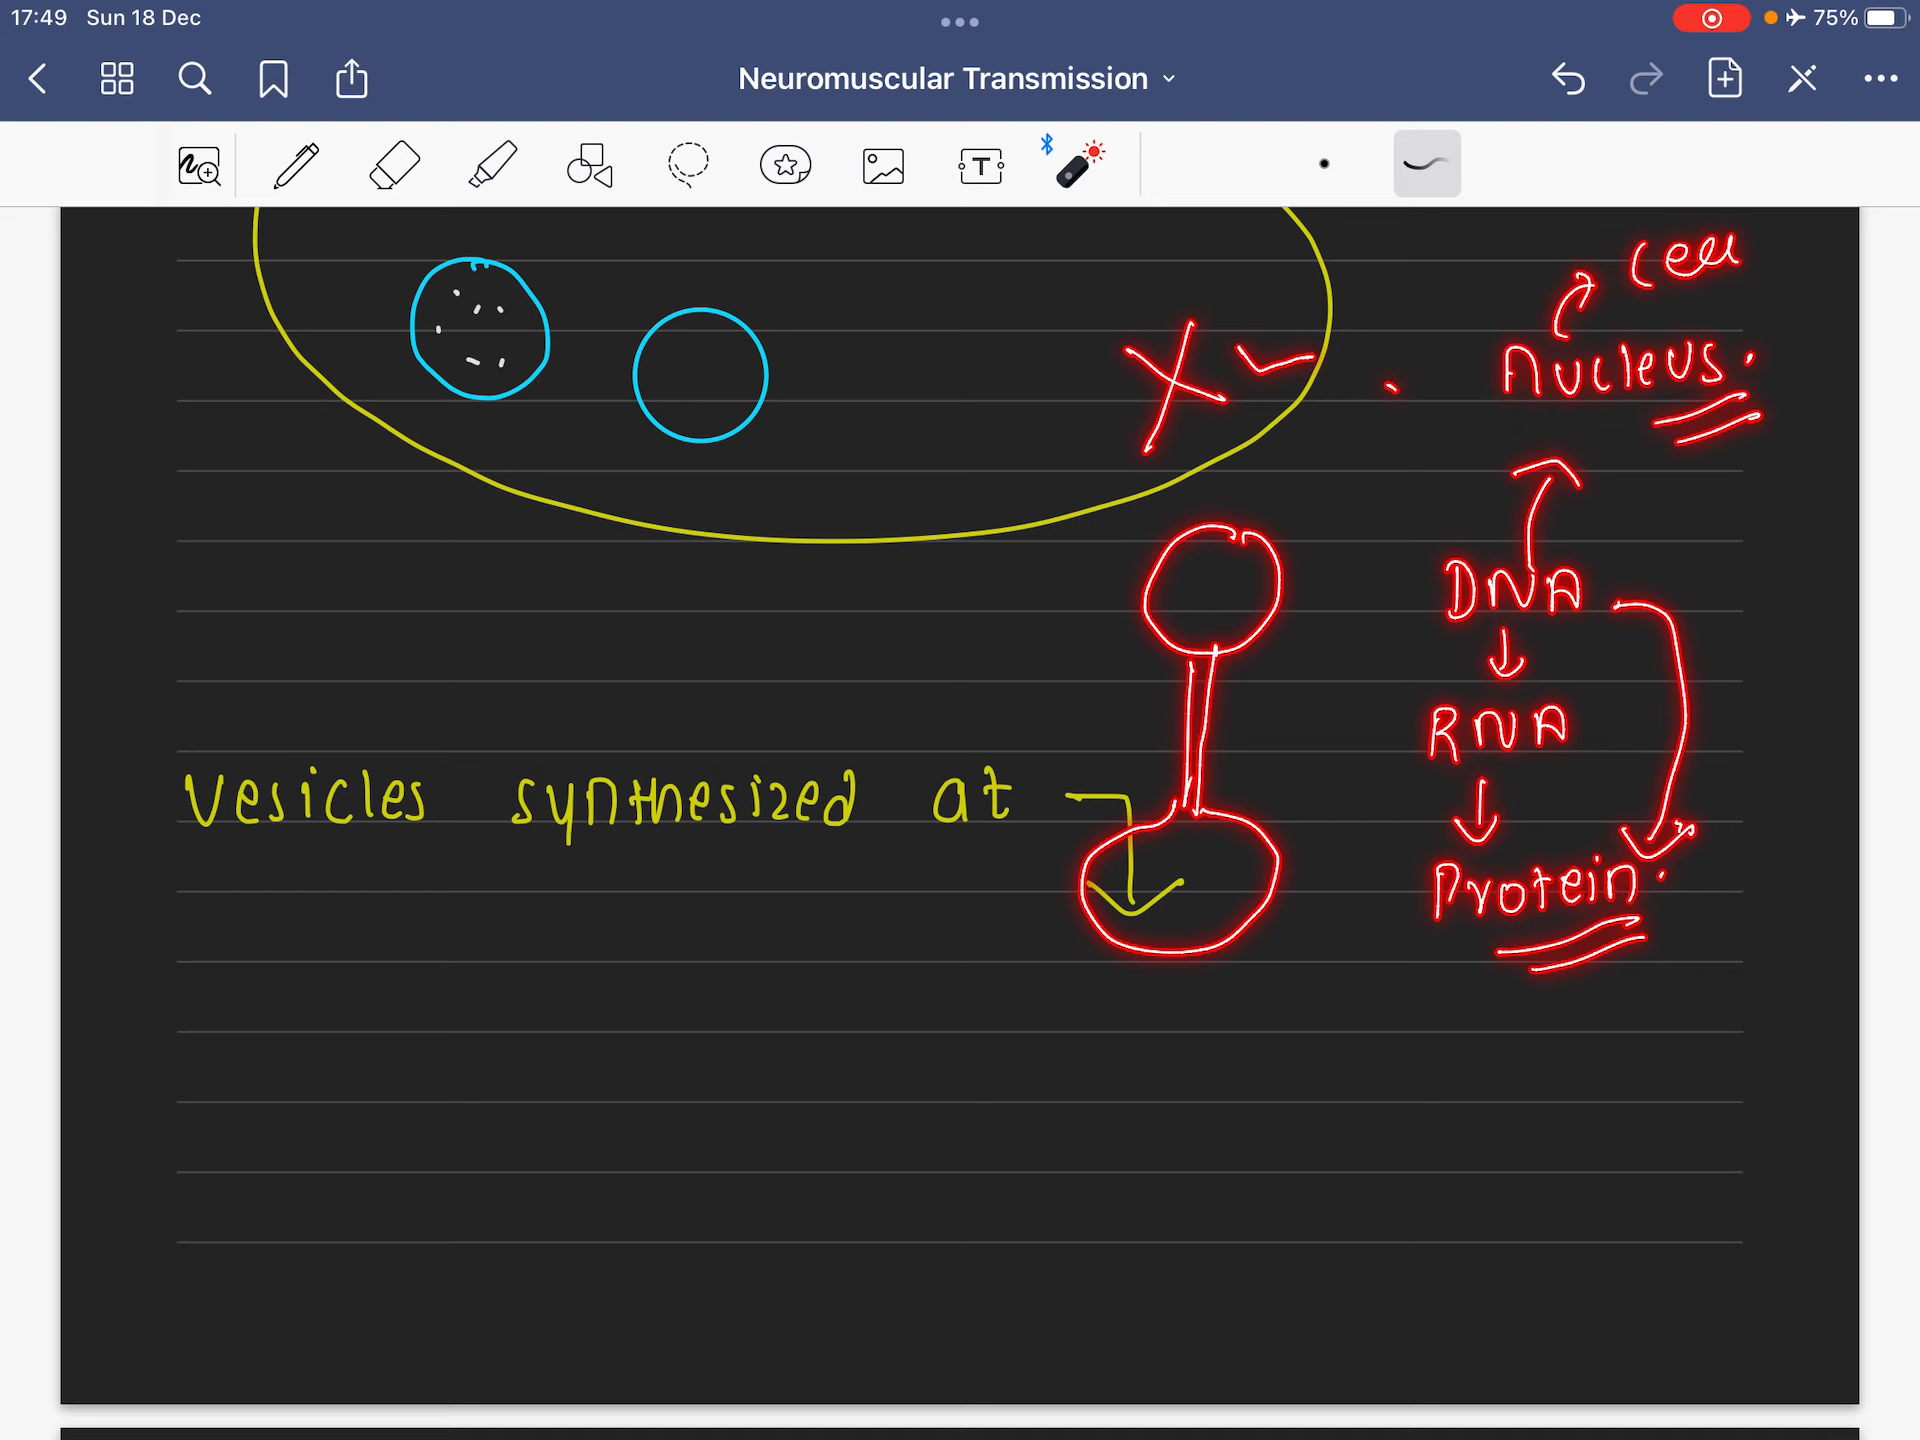 17:49 Sun 18 Dec
75%
Neuromuscular Transmission
T
Cell
nucleus.
DNA
RNA
Vesicles synthesized at
Protein.